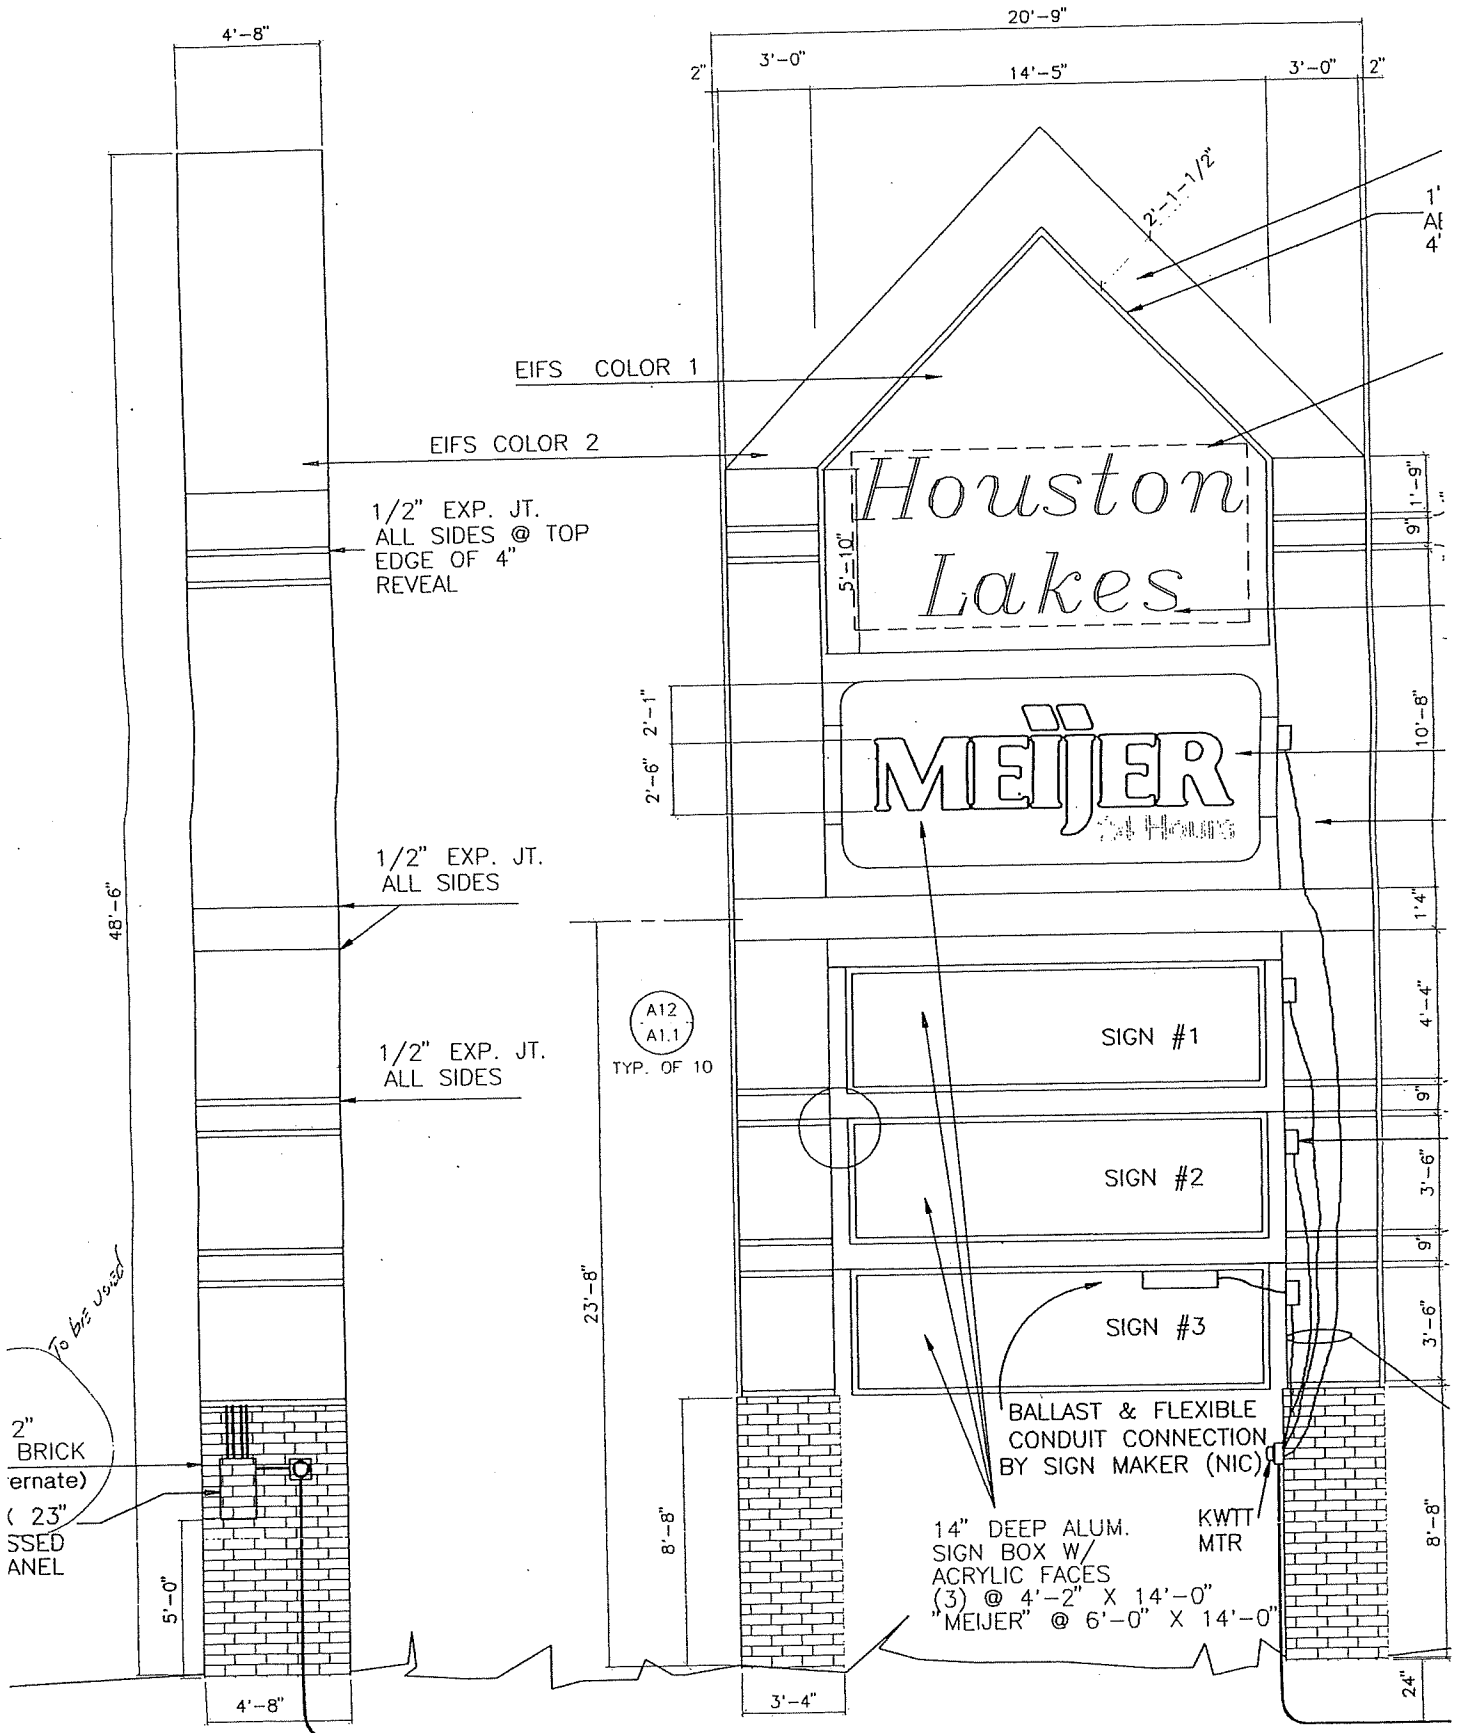 4'-8"
20'-9"
2"
3'-0"
14'-5"
3'-0"
2"
2'-1-1/2"
1'
4'
EIFS COLOR 1
EIFS COLOR 2
1/2" EXP. JT.
ALL SIDES @ TOP
EDGE OF 4"
REVEAL
Houston
Lakes
5'-10"
1'-9"
9"
2'-1"
2'-6"
MEIJER
24 Hours
10'-8"
48'-6"
1/2" EXP. JT.
ALL SIDES
1'4"
A12
A1.1
TYP. OF 10
SIGN #1
4'-4"
1/2" EXP. JT.
ALL SIDES
9"
SIGN #2
3'-6"
9"
To be used
23'-8"
SIGN #3
3'-6"
2"
BRICK
ernate)
23"
SSED
ANEL
BALLAST & FLEXIBLE
CONDUIT CONNECTION
BY SIGN MAKER (NIC)
KWTT
MTR
8'-8"
8'-8"
5'-0"
14" DEEP ALUM.
SIGN BOX W/
ACRYLIC FACES
(3) @ 4'-2" X 14'-0"
"MEIJER" @ 6'-0" X 14'-0"
4'-8"
3'-4"
24"